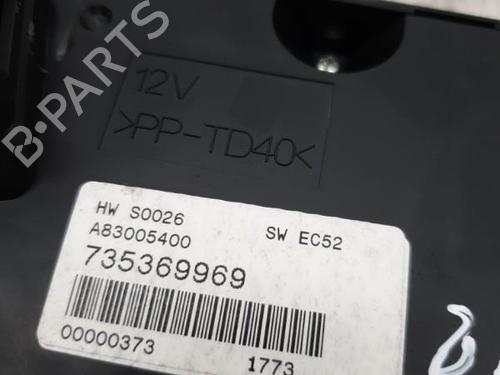 12V
>PP-TD40<
B-PARTS
HW S0026
SW EC52
A83005400
735369969
00000373
1773